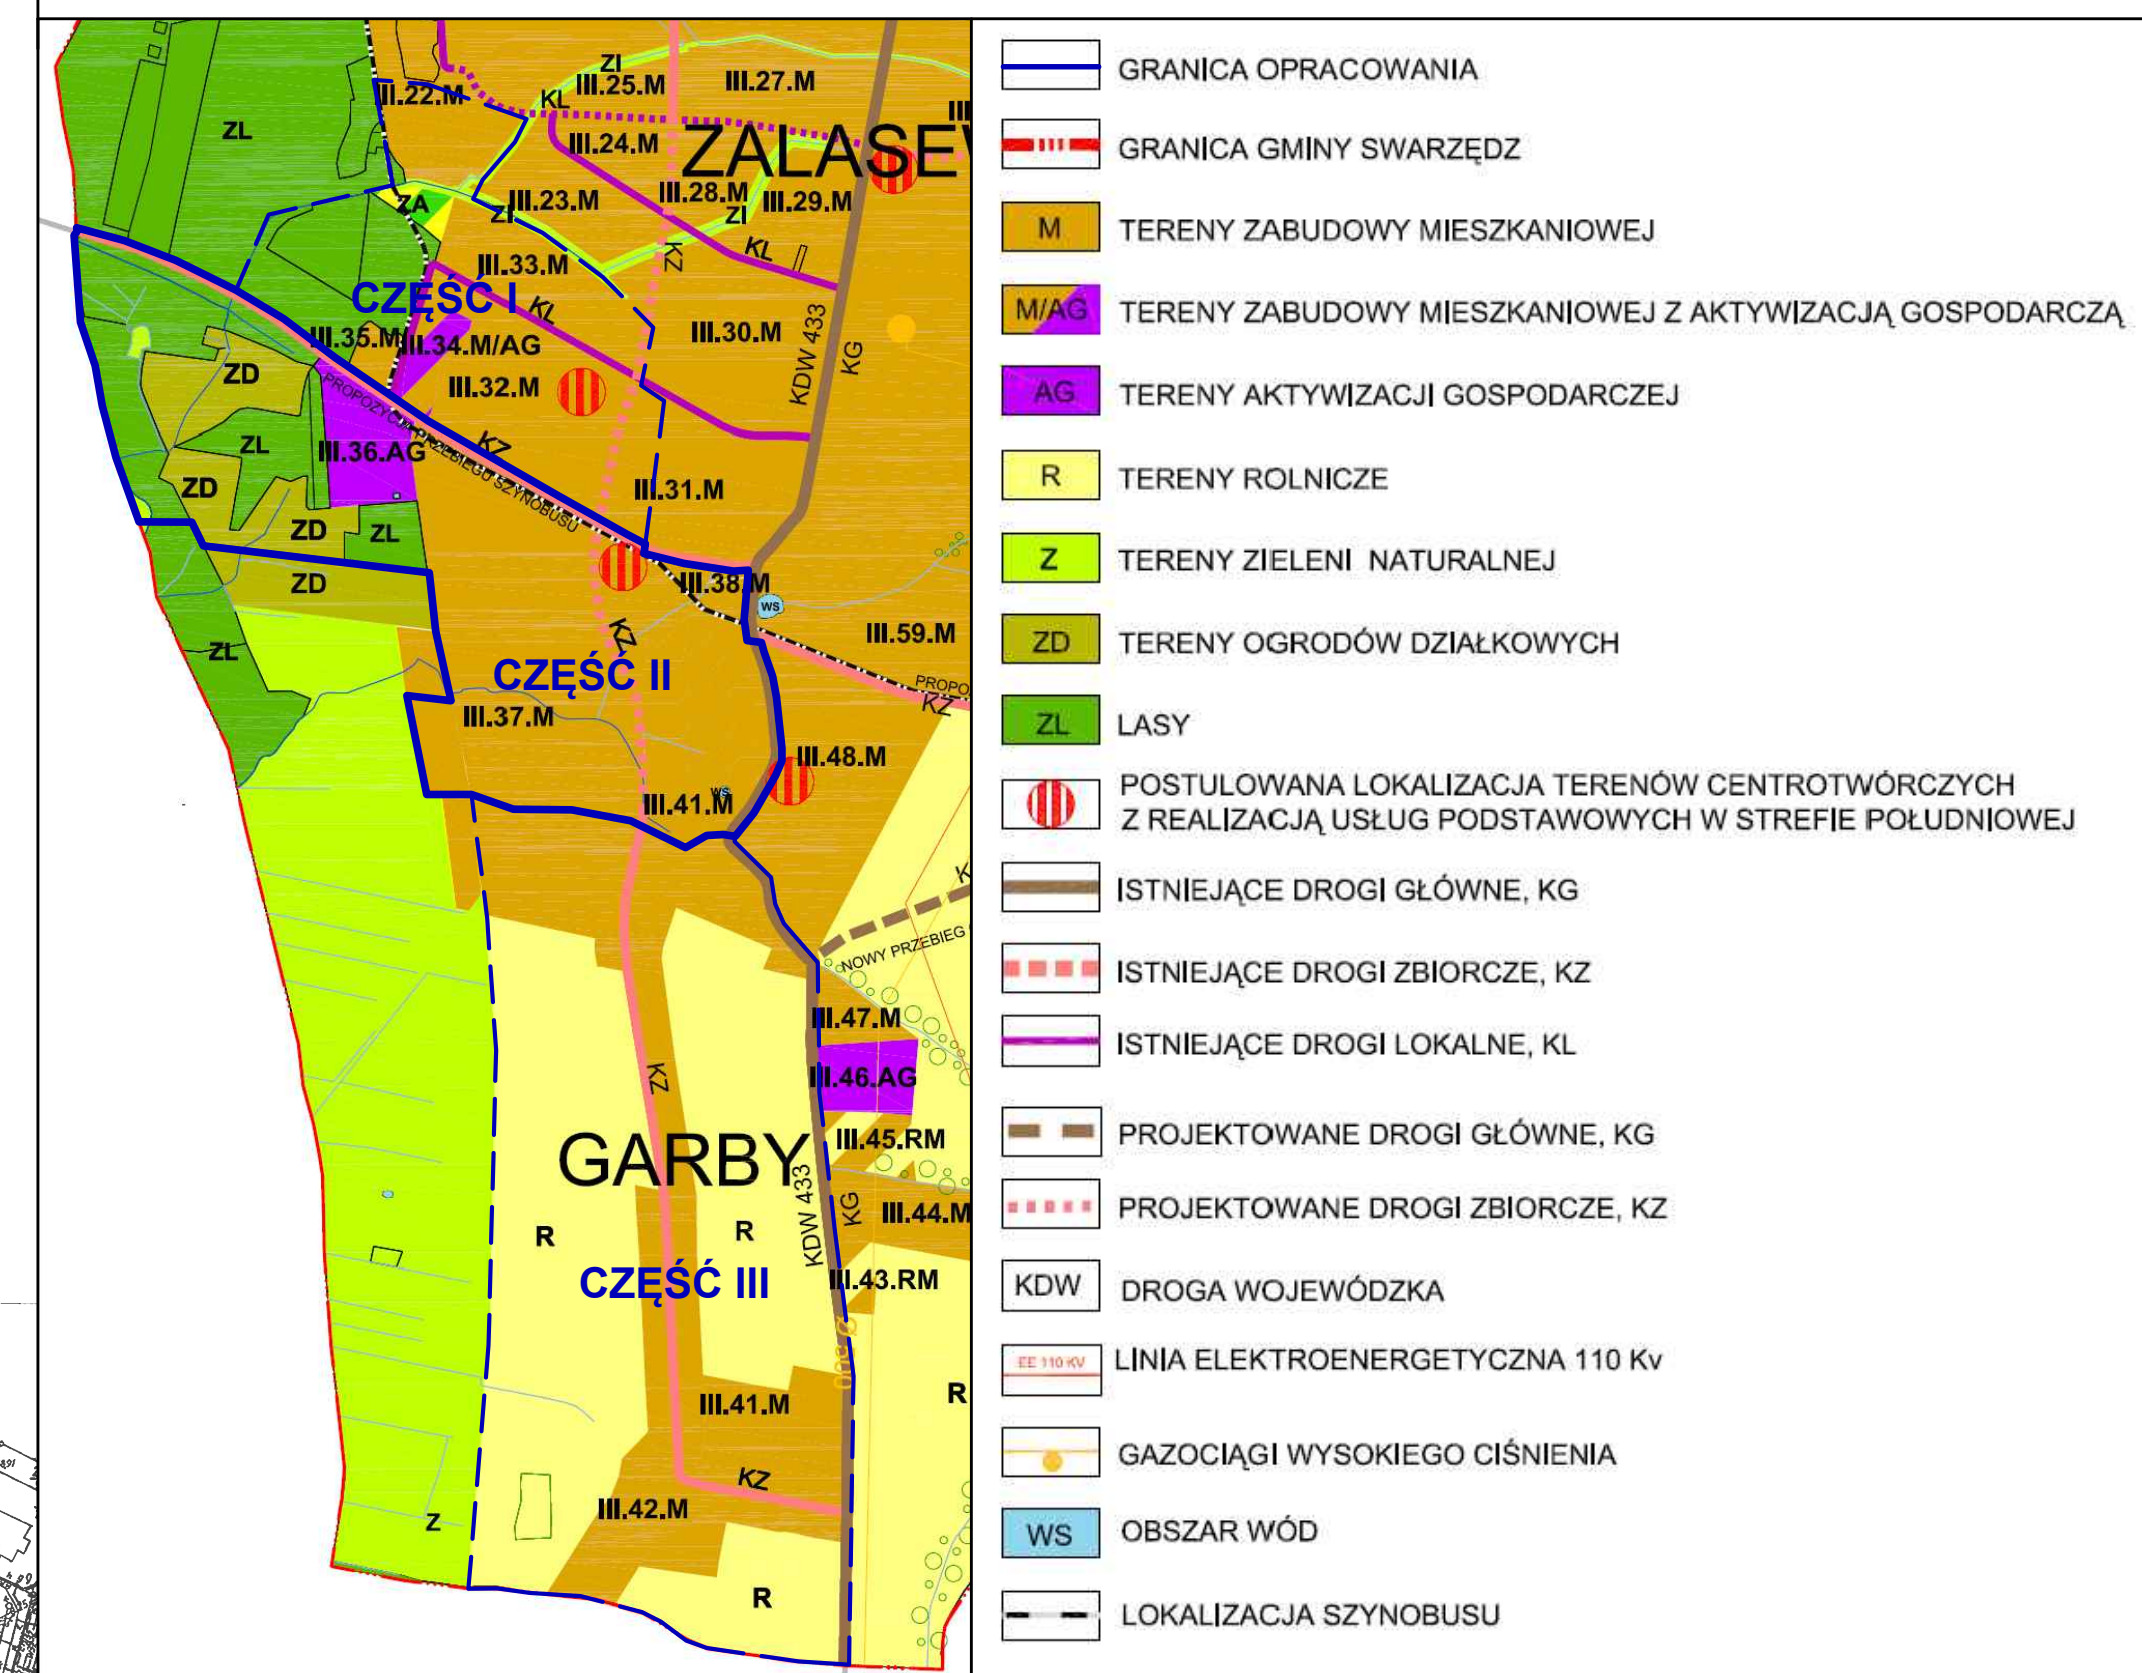 ZI
III.25.M
III.27.M
II.22.M
KL
III
ZL
III.24.M
ZALASEW
III.28.M
III.29.M
ZA
ZI
III.23.M
ZI
KL
KZ
III.33.M
CZĘŚĆ I
KL
III.30.M
KDW 433
KG
III.35.M
III.34.M/AG
ZD
III.32.M
PROPOZYCJA PRZEBIEGU SZYNOBUSU
ZL
KZ
III.36.AG
ZD
III.31.M
ZD
ZL
ZD
III.38.M
WS
KZ
III.59.M
ZL
CZĘŚĆ II
PROPO
KZ
III.37.M
III.48.M
WS
III.41.M
K
NOWY PRZEBIEG
III.47.M
KZ
III.46.AG
GARBY
III.45.RM
KDW 433
KG
III.44.M
R
R
CZĘŚĆ III
III.43.RM
R
III.41.M
KZ
III.42.M
Z
R
GRANICA OPRACOWANIA
GRANICA GMINY SWARZĘDZ
M TERENY ZABUDOWY MIESZKANIOWEJ
M/AG TERENY ZABUDOWY MIESZKANIOWEJ Z AKTYWIZACJĄ GOSPODARCZĄ
AG TERENY AKTYWIZACJI GOSPODARCZEJ
R TERENY ROLNICZE
Z TERENY ZIELENI NATURALNEJ
ZD TERENY OGRODÓW DZIAŁKOWYCH
ZL LASY
POSTULOWANA LOKALIZACJA TERENÓW CENTROTWÓRCZYCH
Z REALIZACJĄ USŁUG PODSTAWOWYCH W STREFIE POŁUDNIOWEJ
ISTNIEJĄCE DROGI GŁÓWNE, KG
ISTNIEJĄCE DROGI ZBIORCZE, KZ
ISTNIEJĄCE DROGI LOKALNE, KL
PROJEKTOWANE DROGI GŁÓWNE, KG
PROJEKTOWANE DROGI ZBIORCZE, KZ
KDW DROGA WOJEWÓDZKA
EE 110 KV LINIA ELEKTROENERGETYCZNA 110 Kv
GAZOCIĄGI WYSOKIEGO CIŚNIENIA
WS OBSZAR WÓD
LOKALIZACJA SZYNOBUSU